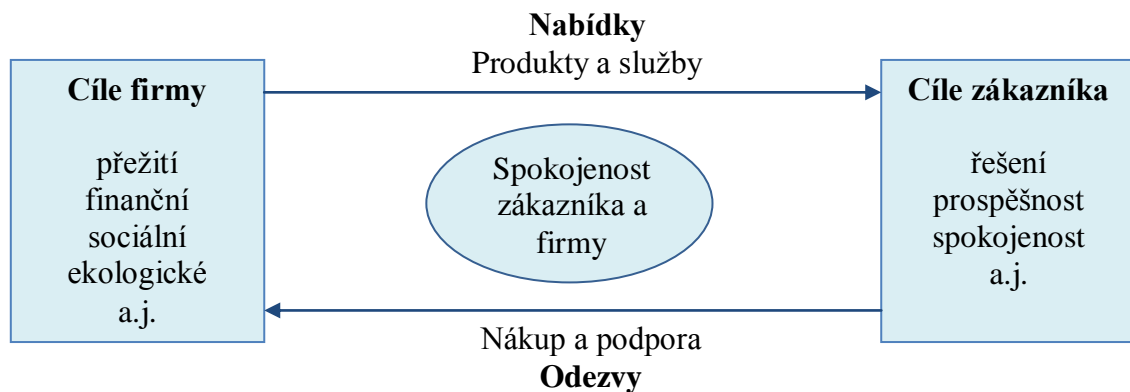 Nabídky
Produkty a služby
Cíle firmy
přežití
finanční
sociální
ekologické
a.j.
Spokojenost
zákazníka a
firmy
Cíle zákazníka
řešení
prospěšnost
spokojenost
a.j.
Nákup a podpora
Odezvy